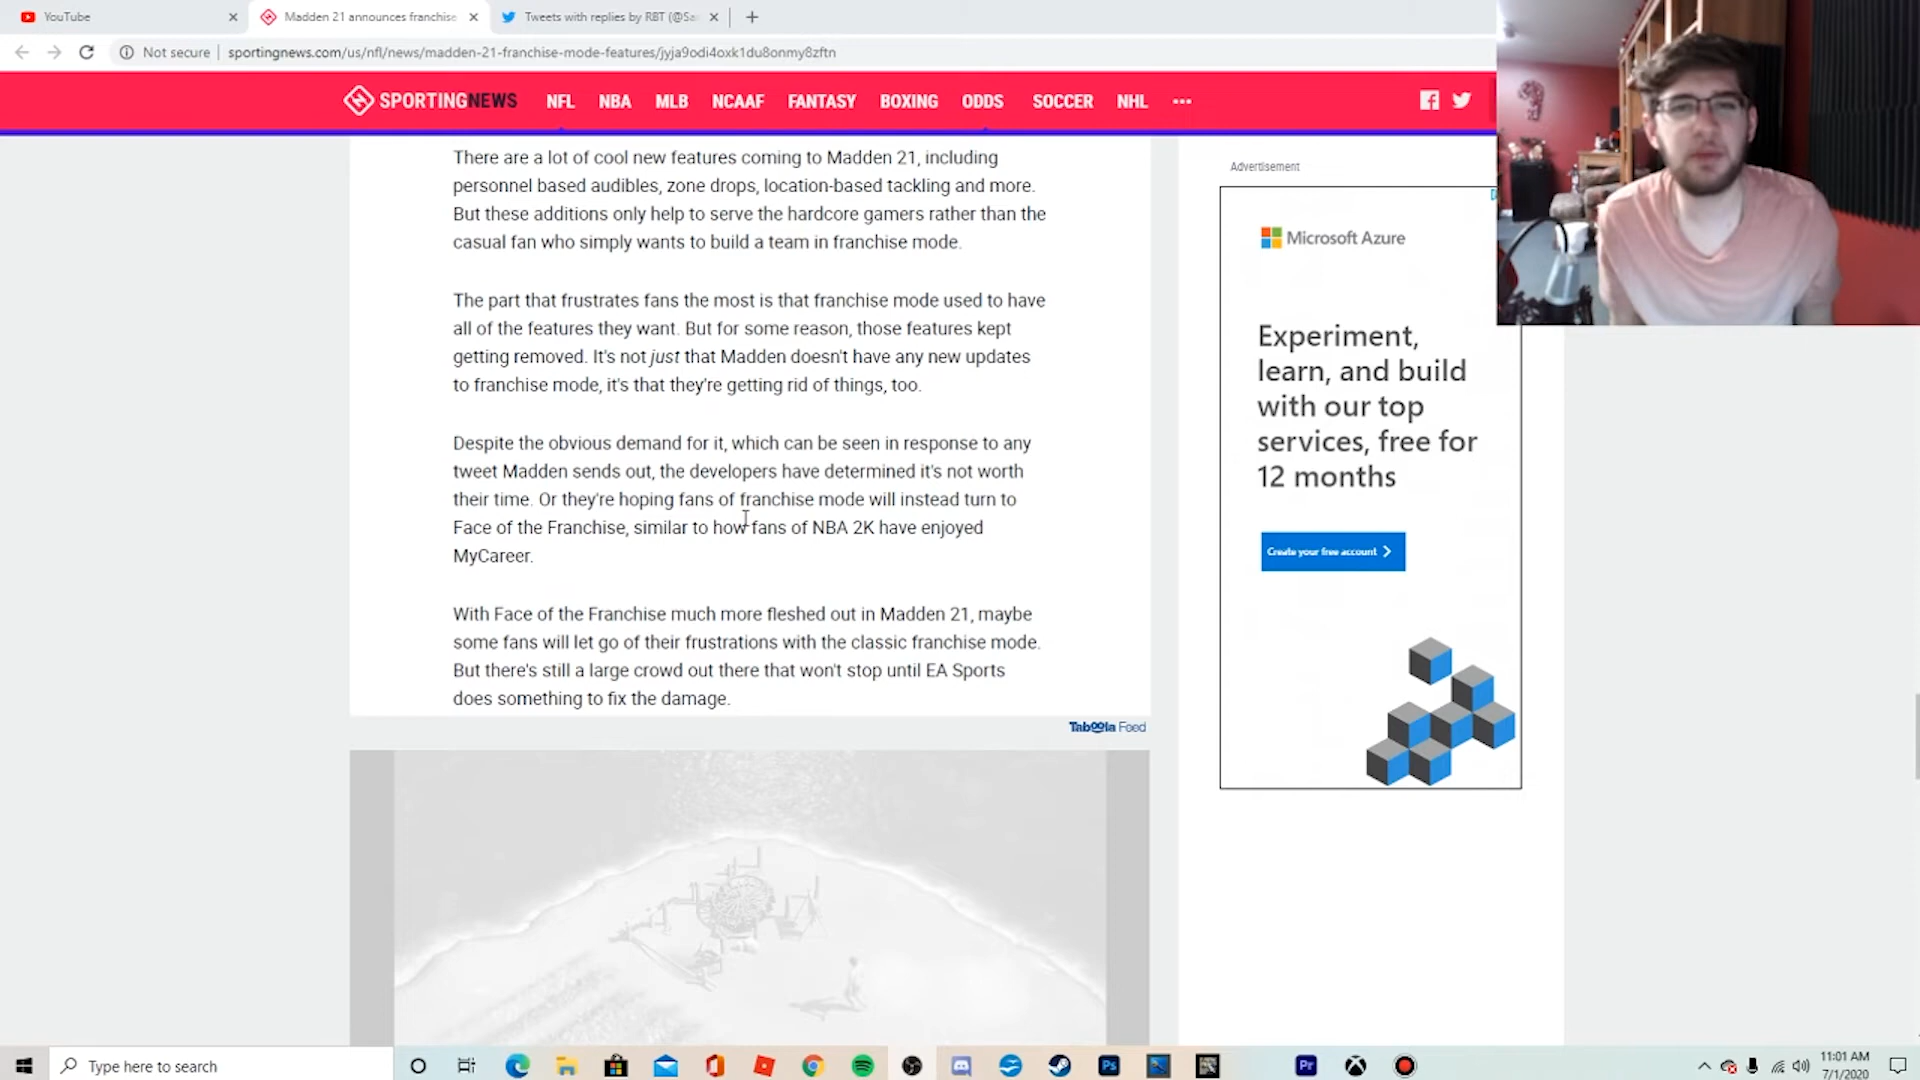 YouTube
Madden 21 announces franchise
Tweets with replies by RBT (@Sa
Not secure
sportingnews.com/us/nfl/news/madden-21-franchise-mode-features/jyja9odi4oxk1du8onmy8zftn
SPORTINGNEWS NFL NBA MLB NCAAF FANTASY BOXING ODDS SOCCER NHL
There are a lot of cool new features coming to Madden 21, including
personnel based audibles, zone drops, location-based tackling and more.
But these additions only help to serve the hardcore gamers rather than the
casual fan who simply wants to build a team in franchise mode.
The part that frustrates fans the most is that franchise mode used to have
all of the features they want. But for some reason, those features kept
getting removed. It's not just that Madden doesn't have any new updates
to franchise mode, it's that they're getting rid of things, too.
Despite the obvious demand for it, which can be seen in response to any
tweet Madden sends out, the developers have determined it's not worth
their time. Or they're hoping fans of franchise mode will instead turn to
Face of the Franchise, similar to how fans of NBA 2K have enjoyed
MyCareer.
With Face of the Franchise much more fleshed out in Madden 21, maybe
some fans will let go of their frustrations with the classic franchise mode.
But there's still a large crowd out there that won't stop until EA Sports
does something to fix the damage.
Taboola Feed
Advertisement
Microsoft Azure
Experiment,
learn, and build
with our top
services, free for
12 months
Create your free account
Type here to search
Ps
Pr
11:01 AM
7/1/2020